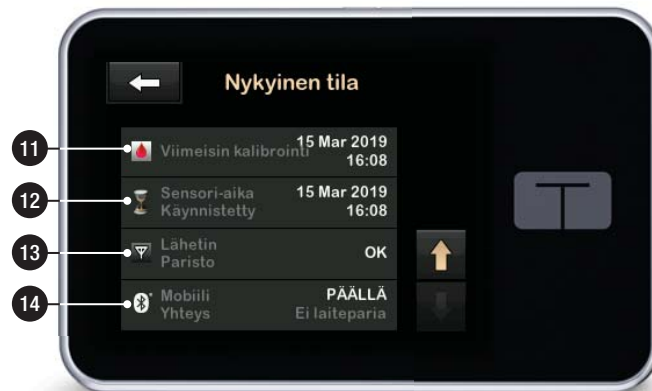 Nykyinen tila
11
Viimeisin kalibrointi
15 Mar 2019
16:08
12
Sensori-aika
Käynnistetty
15 Mar 2019
16:08
13
Lähetin
Paristo
OK
14
Mobiili
Yhteys
PÄÄLLÄ
Ei laiteparia